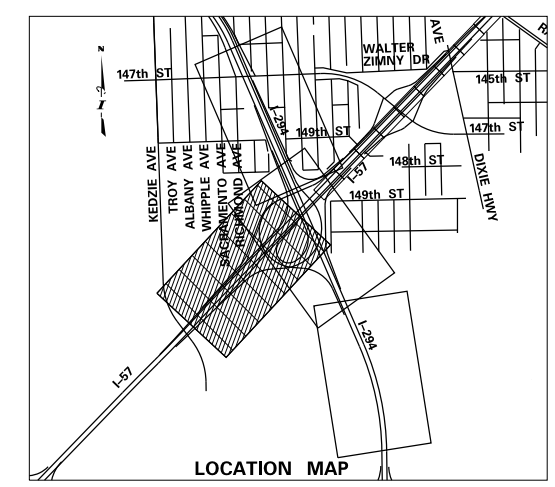 AVE
WALTER
ZIMNY DR
N
147th ST
145th ST
I-294
149th ST
147th ST
148th ST
I-57
DIXIE HWY
149th ST
KEDZIE AVE
TROY AVE
ALBANY AVE
WHIPPLE AVE
SACRAMENTO AVE
RICHMOND AVE
I-294
I-57
LOCATION MAP